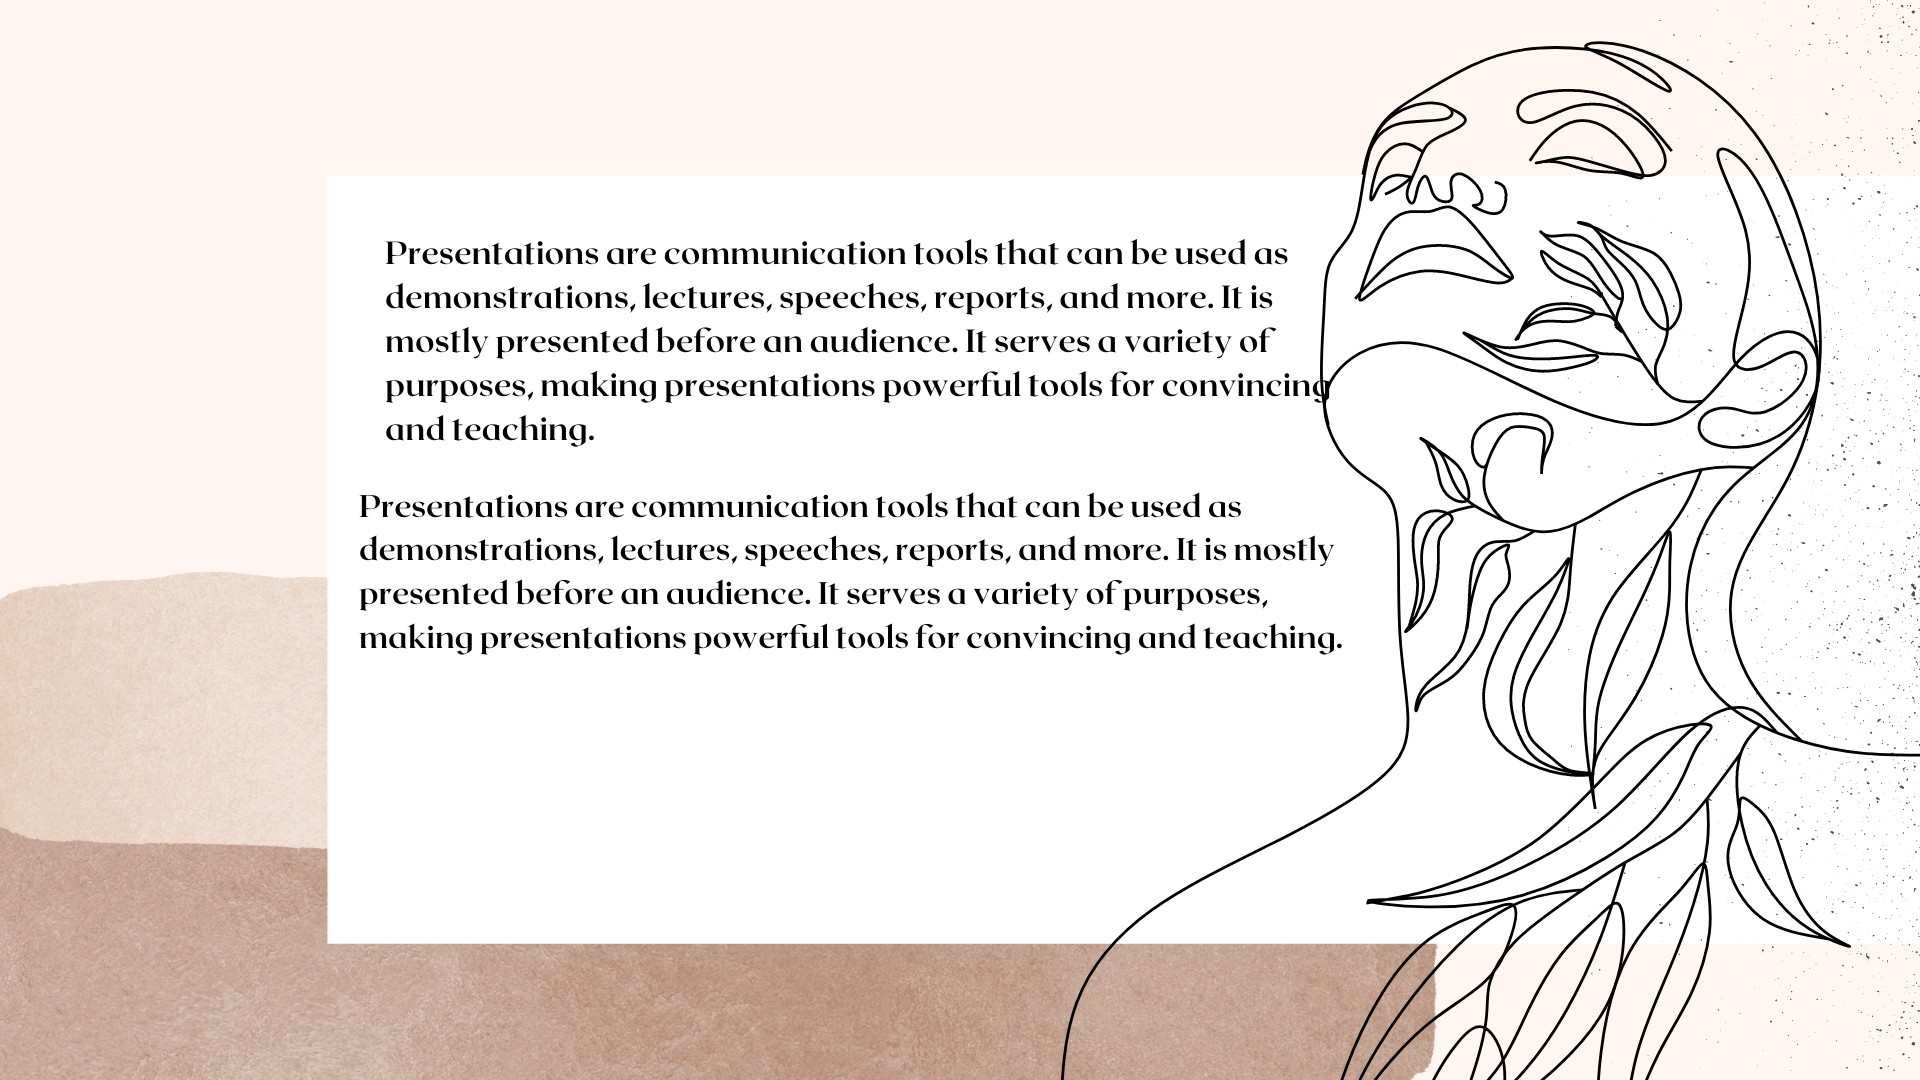 Presentations are communication tools that can be used as
demonstrations, lectures, speeches, reports, and more. It is
mostly presented before an audience. It serves a variety of
purposes, making presentations powerful tools for convincing
and teaching.
Presentations are communication tools that can be used as
demonstrations, lectures, speeches, reports, and more. It is mostly
presented before an audience. It serves a variety of purposes,
making presentations powerful tools for convincing and teaching.